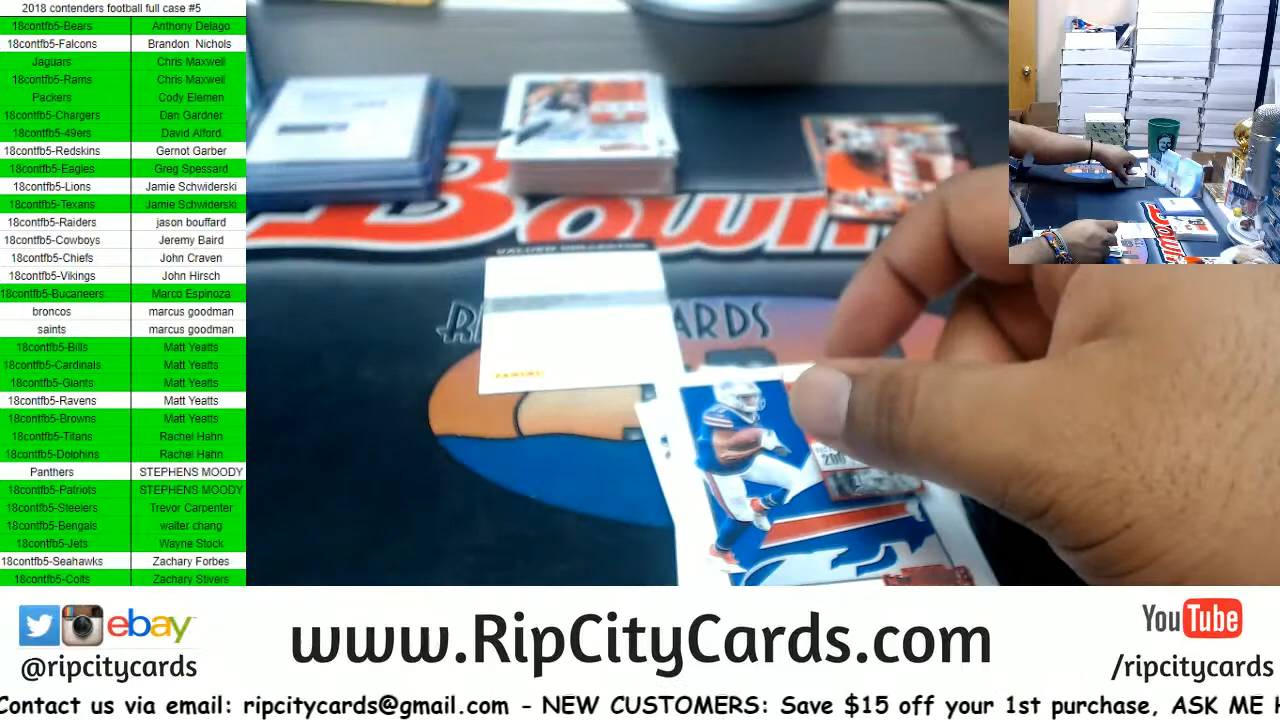 2018 contenders football full case #5
18contfb5-Bears Anthony Delago
18contfb5-Falcons Brandon Nichols
Jaguars Chris Maxwell
18contfb5-Rams Chris Maxwell
Packers Cody Elemen
18contfb5-Chargers Dan Gardner
18contfb5-49ers David Alford
18contfb5-Redskins Gernot Garber
18contfb5-Eagles Greg Spessard
18contfb5-Lions Jamie Schwiderski
18contfb5-Texans Jamie Schwiderski
18contfb5-Raiders jason bouffard
18contfb5-Cowboys Jeremy Baird
18contfb5-Chiefs John Craven
18contfb5-Vikings John Hirsch
18contfb5-Bucaneers Marco Espinoza
broncos marcus goodman
saints marcus goodman
18contfb5-Bills Matt Yeatts
18contfb5-Cardinals Matt Yeatts
18contfb5-Giants Matt Yeatts
18contfb5-Ravens Matt Yeatts
18contfb5-Browns Matt Yeatts
18contfb5-Titans Rachel Hahn
18contfb5-Dolphins Rachel Hahn
Panthers STEPHENS MOODY
18contfb5-Patriots STEPHENS MOODY
18contfb5-Steelers Trevor Carpenter
18contfb5-Bengals walter chang
18contfb5-Jets Wayne Stock
18contfb5-Seahawks Zachary Forbes
18contfb5-Colts Zachary Stivers
Bowm
VALUED COLLECTOR
PANINI
ARDS
ebay
@ripcitycards
www.RipCityCards.com
YouTube
/ripcitycards
Contact us via email: ripcitycards@gmail.com - NEW CUSTOMERS: Save $15 off your 1st purchase, ASK ME H